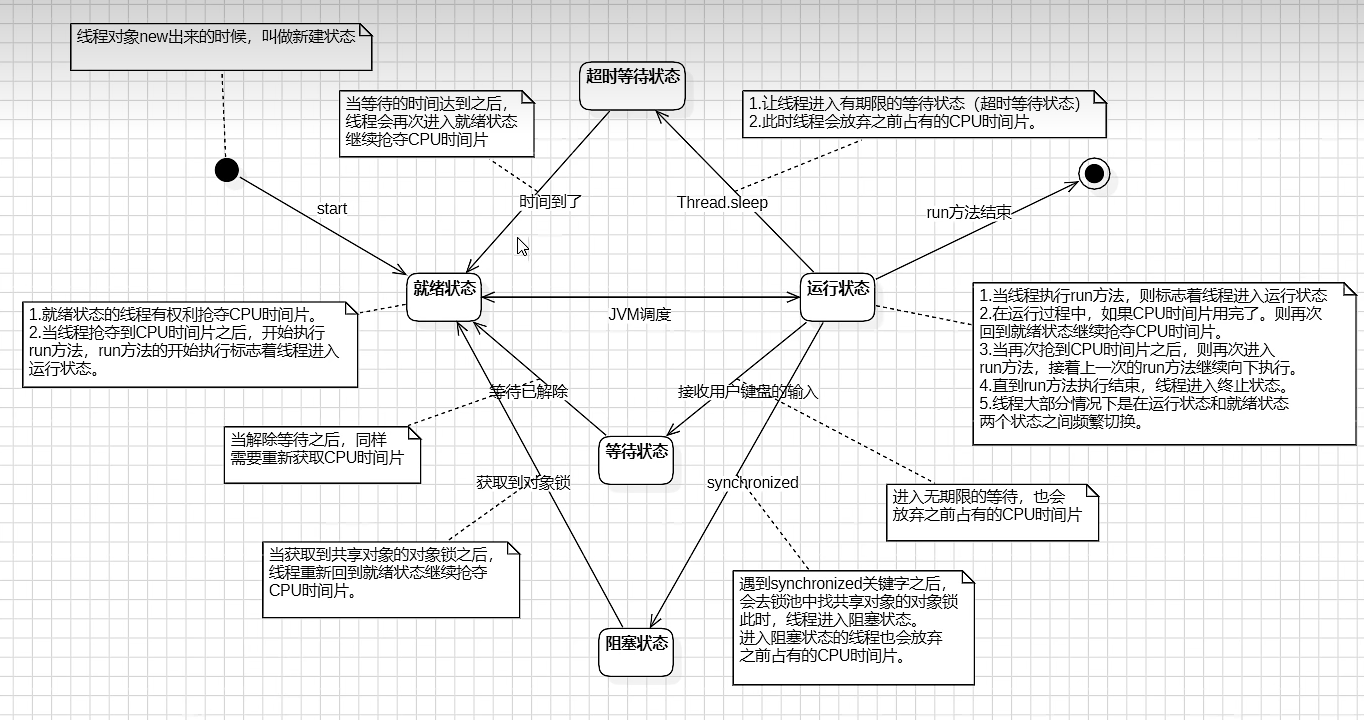 线程对象new出来的时候，叫做新建状态
超时等待状态
当等待的时间达到之后，
线程会再次进入就绪状态
继续抢夺CPU时间片
1.让线程进入有期限的等待状态（超时等待状态）
2.此时线程会放弃之前占有的CPU时间片。
start
时间到了
Thread.sleep
run方法结束
就绪状态
运行状态
JVM调度
1.就绪状态的线程有权利抢夺CPU时间片。
2.当线程抢夺到CPU时间片之后，开始执行
run方法，run方法的开始执行标志着线程进入
运行状态。
1.当线程执行run方法，则标志着线程进入运行状态
2.在运行过程中，如果CPU时间片用完了。则再次
回到就绪状态继续抢夺CPU时间片。
3.当再次抢到CPU时间片之后，则再次进入
run方法，接着上一次的run方法继续向下执行。
4.直到run方法执行结束，线程进入终止状态。
5.线程大部分情况下是在运行状态和就绪状态
两个状态之间频繁切换。
等待已解除
接收用户键盘的输入
当解除等待之后，同样
需要重新获取CPU时间片
等待状态
获取到对象锁
synchronized
进入无期限的等待，也会
放弃之前占有的CPU时间片
当获取到共享对象的对象锁之后，
线程重新回到就绪状态继续抢夺
CPU时间片。
遇到synchronized关键字之后，
会去锁池中找共享对象的对象锁
此时，线程进入阻塞状态。
进入阻塞状态的线程也会放弃
之前占有的CPU时间片。
阻塞状态